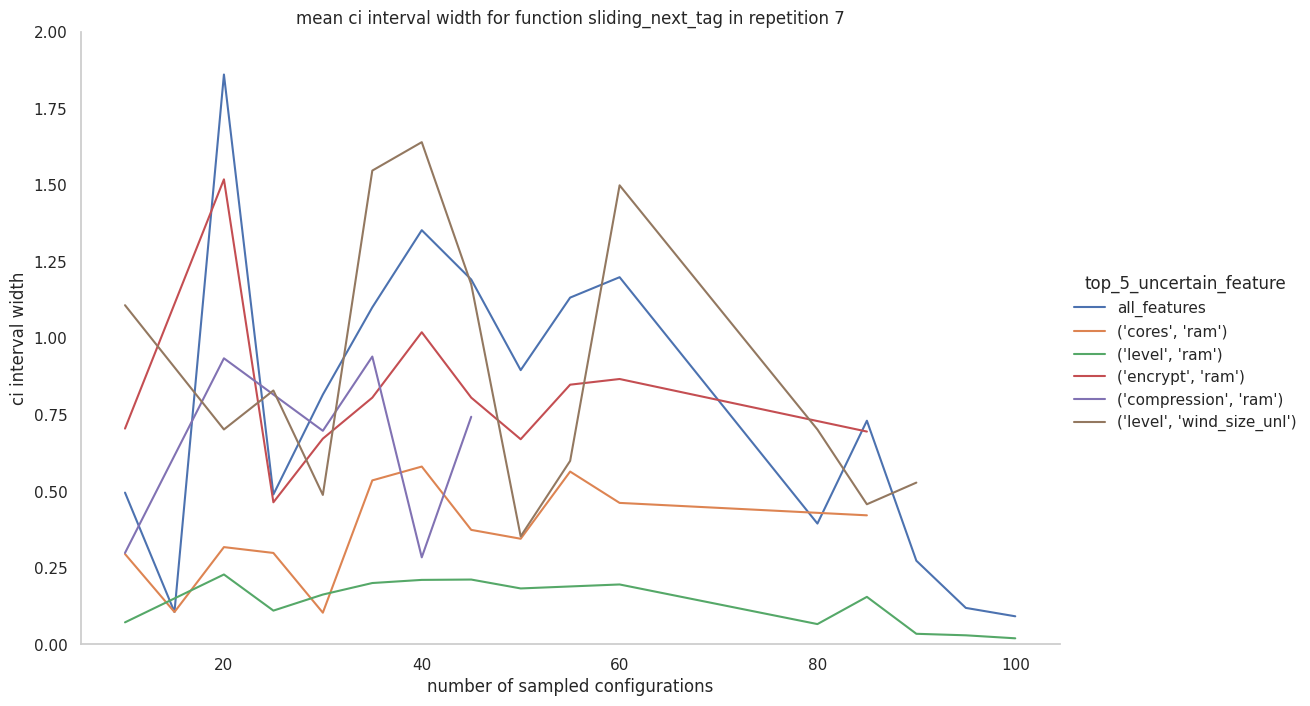 mean ci interval width for function sliding_next_tag in repetition 7
2.00
1.75
1.50
1.25
1.00
0.75
0.50
0.25
0.00
ci interval width
20 40 60 80 100
number of sampled configurations
top_5_uncertain_feature
all_features
('cores', 'ram')
('level', 'ram')
('encrypt', 'ram')
('compression', 'ram')
('level', 'wind_size_unl')